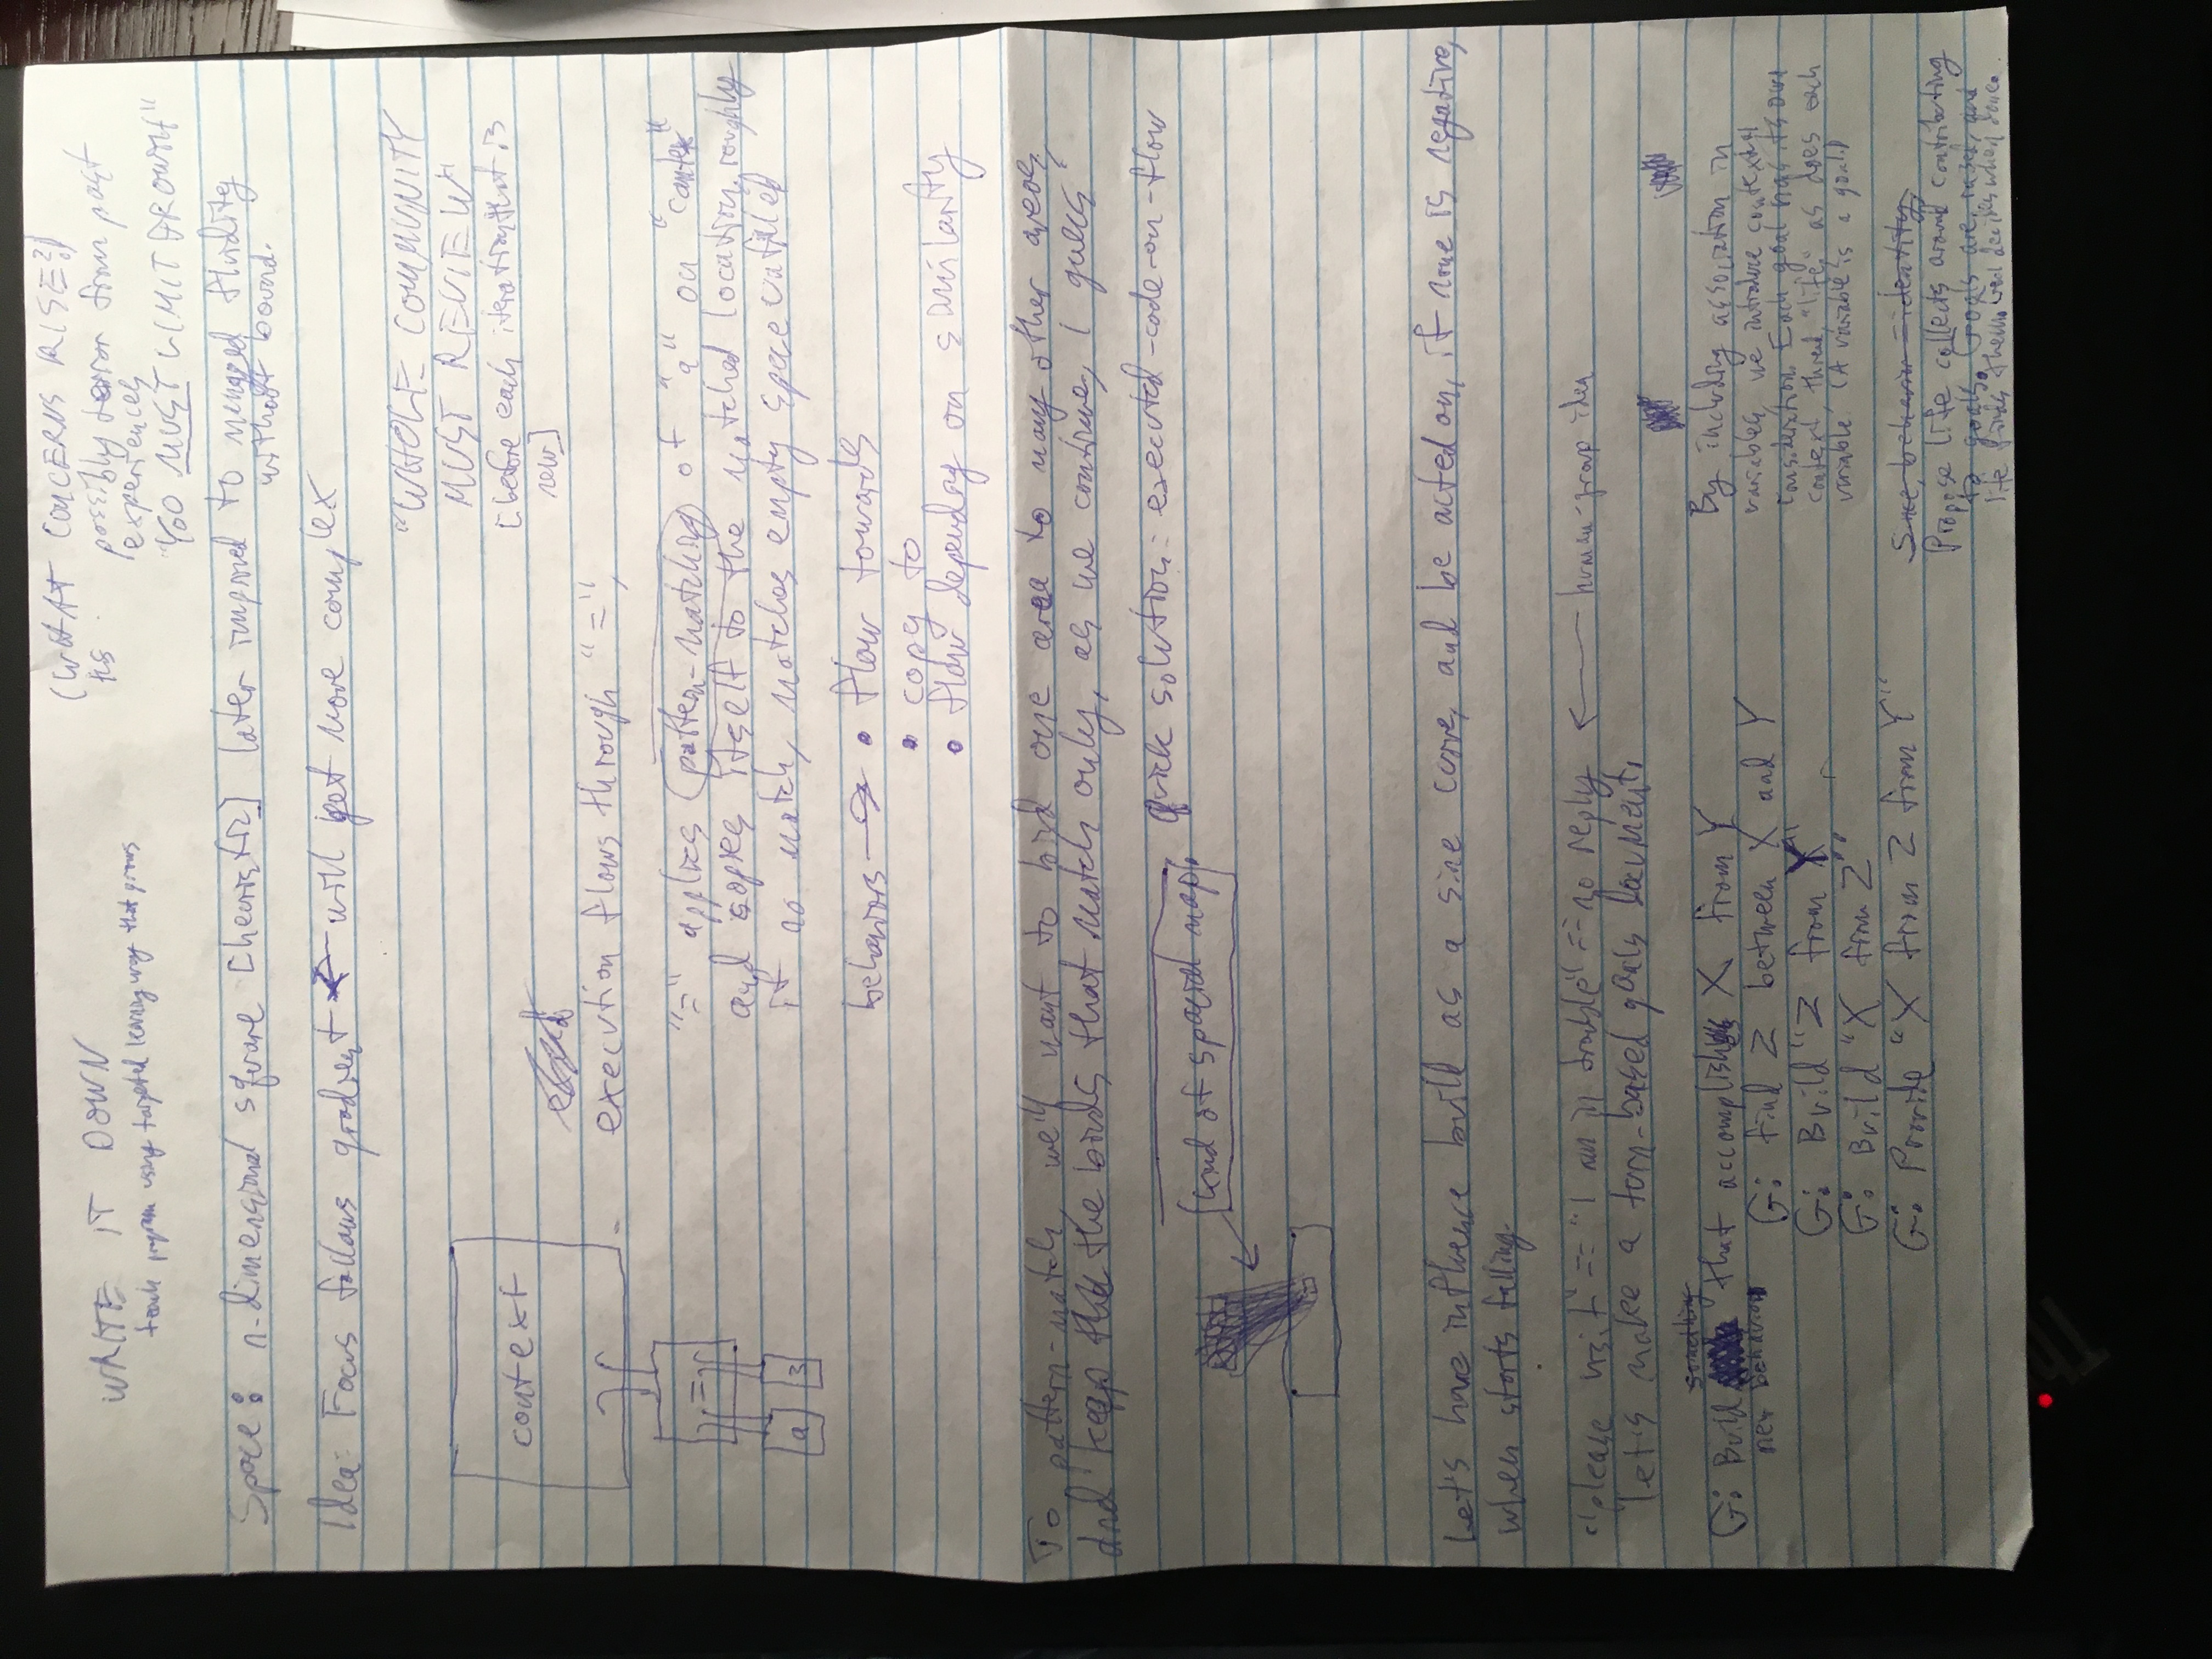 WRITE IT DOWN
teach program using targeted learning way that grows
(WHAT CONCERNS RISE?)
possibly terror from past
experiences
"YOO MUST LIMIT GROWTH"
Space: n-dimensional square [heuristic] later improved to fluidity
without bound.
Idea: Focus follows gradient ← will get more complex
"WHOLE COMMUNITY
MUST REVIEW"
[before each iteration that is
new]
context
execution flows through "=",
"=" applies pattern-matching of "a" on "context"
and copies itself to the matched location, roughly
if no match, matches empty space unfilled
=
a
3
behaviors → • flow towards
• copy to
• flow depending on similarity
To pattern-match, we'll want to bind one area to many other areas,
and keep the the binds that match only, as we continue, I guess
quick solution: executed-code-on-flow
kind of spacial map
Let's have influence build as a sine curve, and be acted on, if none is negative,
when starts falling.
"please visit" == "I am in trouble" == no reply ← human-group idea
let's make a turn-based goals document.
something
G: Build that accomplishes X from Y
new behavior
G: find Z between X and Y
G: Build "Z from Y"
G: Build "X from Z"
G: Provide "X from Z from Y"
By including association in
variables, we introduce contextual
consideration. Each goal has its own
context, thread, "life," as does each
variable. (A variable is a goal.)
Since, behavior = identity,
Propose life collects around contributing
to goals. Goals are raised, and
life finds them and decides when done.